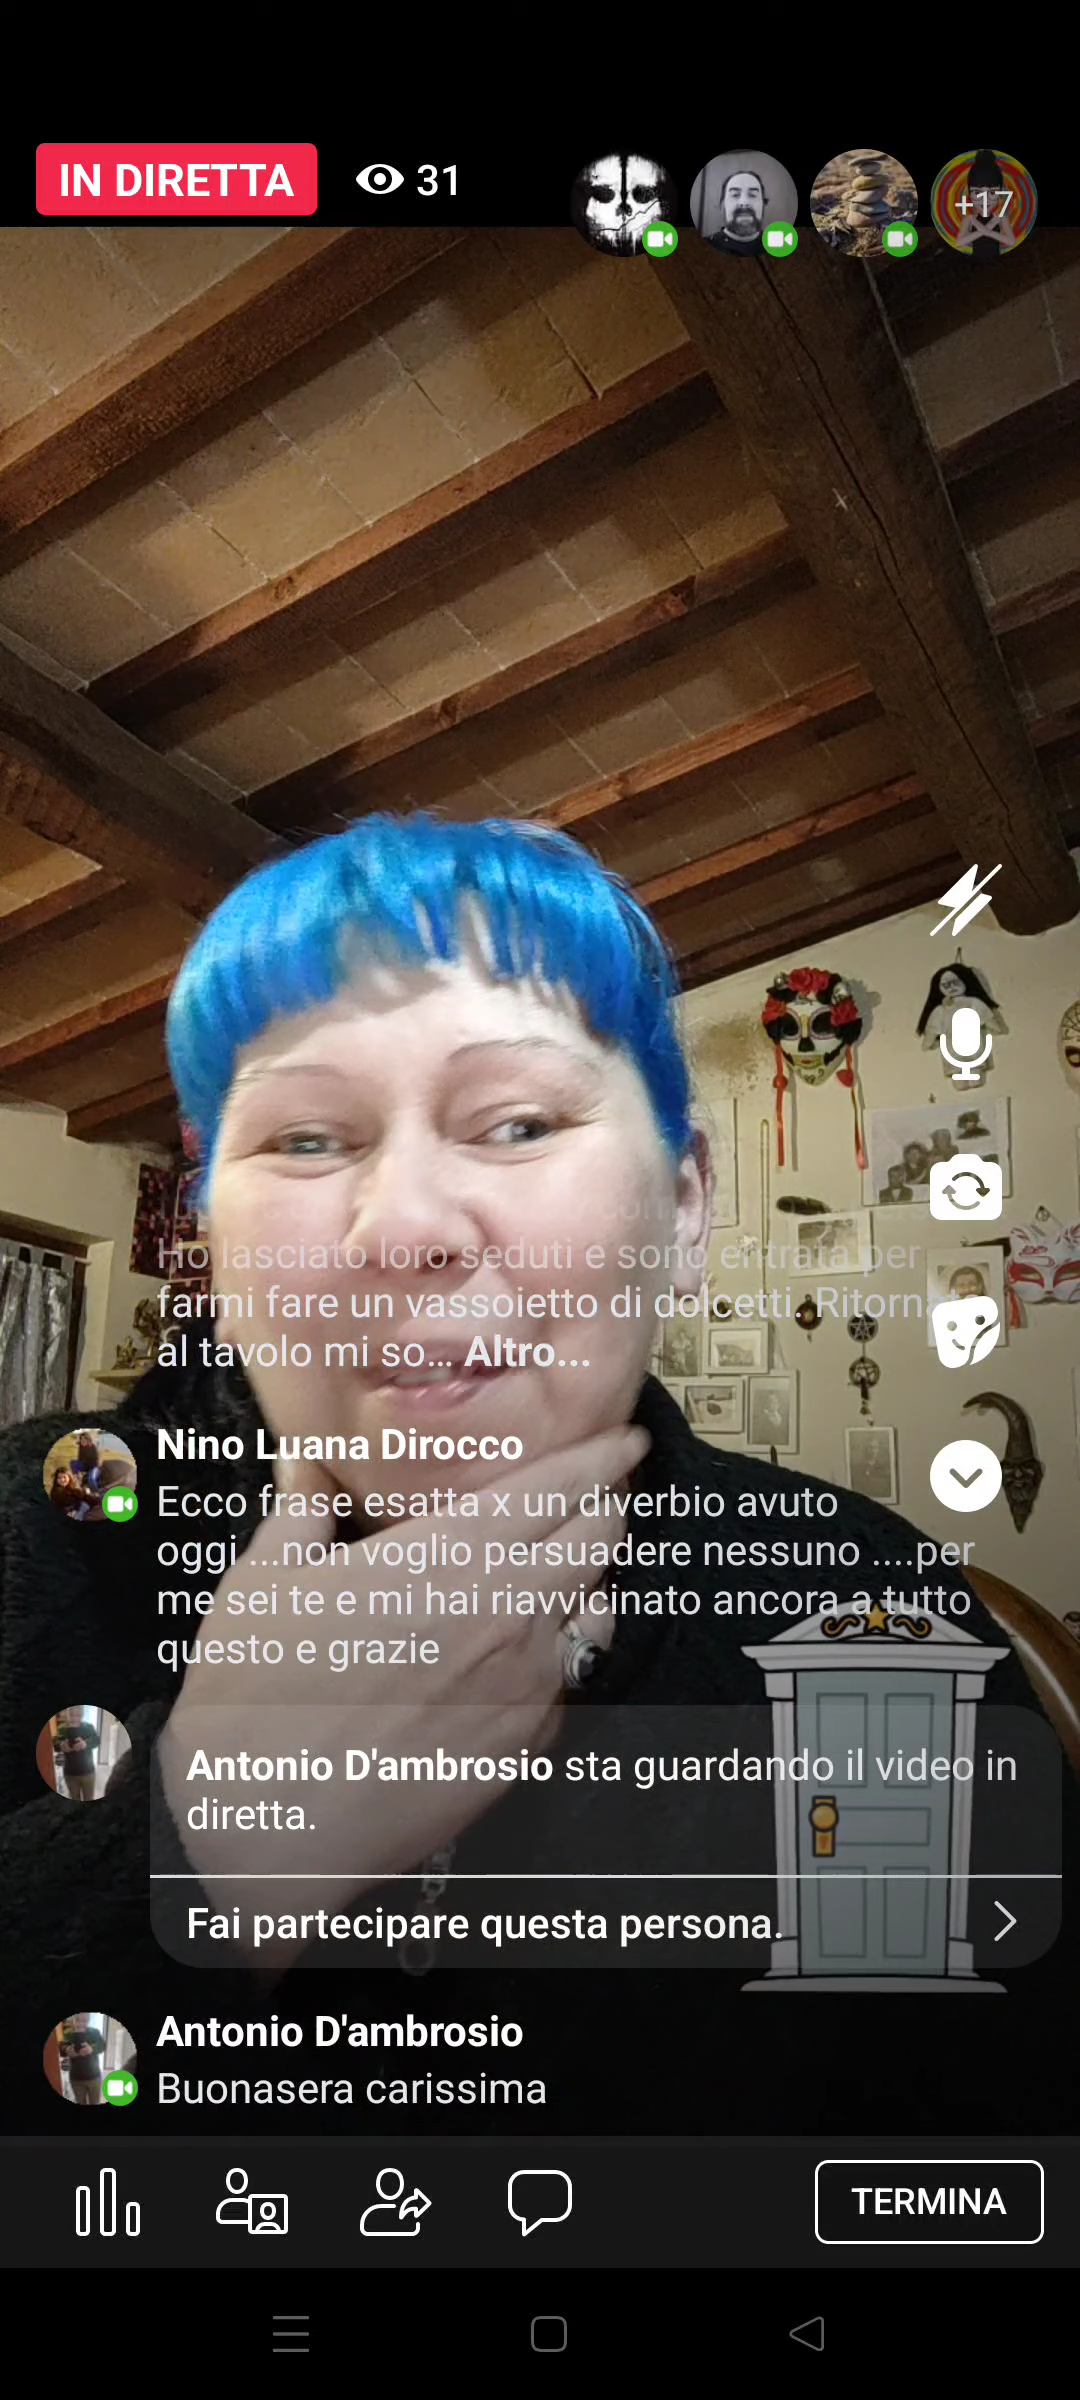 IN DIRETTA
31
+17
Ho lasciato loro seduti e sono entrata per
farmi fare un vassoietto di dolcetti. Ritornata
al tavolo mi so… Altro...
Nino Luana Dirocco
Ecco frase esatta x un diverbio avuto
oggi ...non voglio persuadere nessuno ....per
me sei te e mi hai riavvicinato ancora a tutto
questo e grazie
Antonio D'ambrosio sta guardando il video in
diretta.
Fai partecipare questa persona.
Antonio D'ambrosio
Buonasera carissima
TERMINA